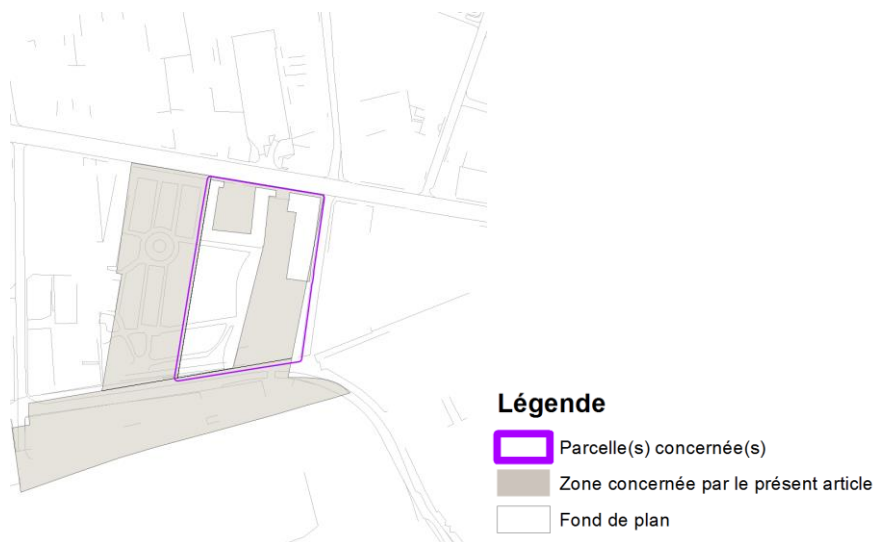 Légende
Parcelle(s) concernée(s)
Zone concernée par le présent article
Fond de plan